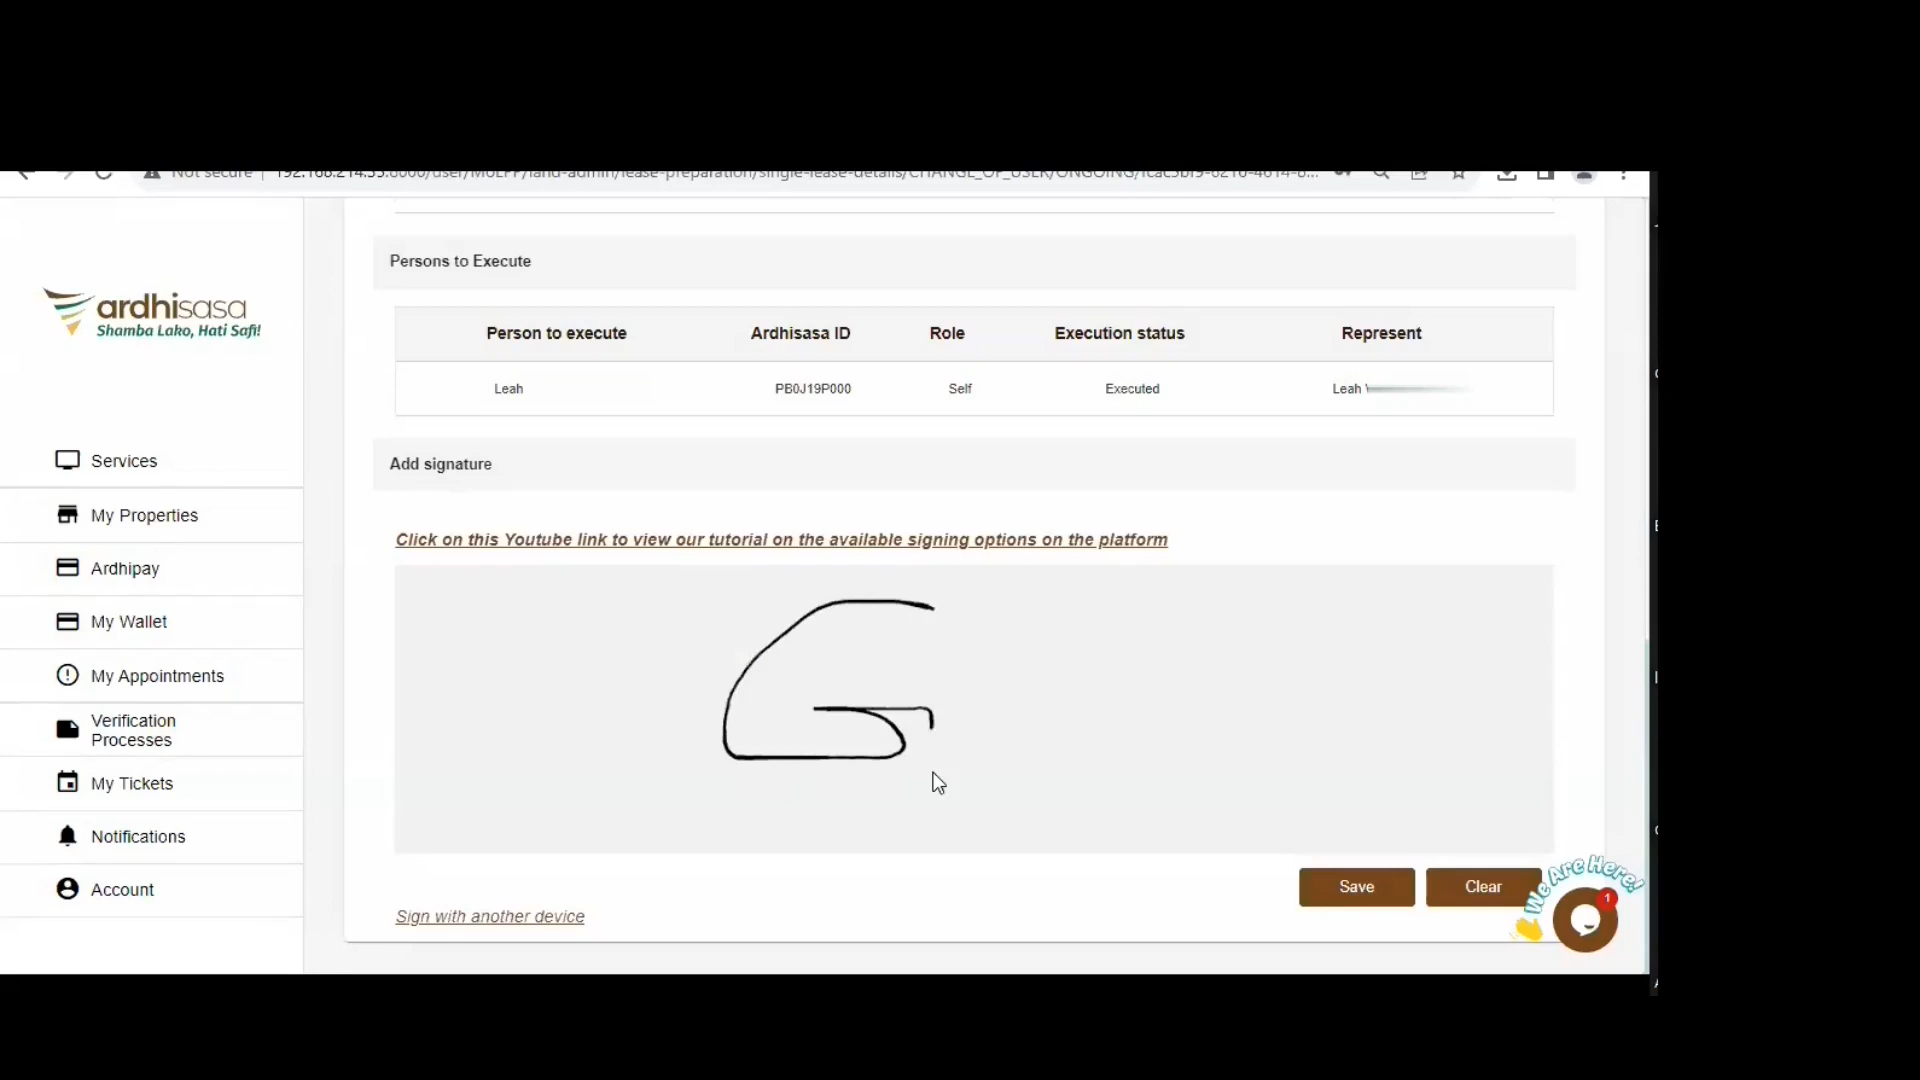 Not secure
Persons to Execute
Person to execute Ardhisasa ID Role Execution status Represent
Leah PB0J19P000 Self Executed Leah
Add signature
Click on this Youtube link to view our tutorial on the available signing options on the platform
Save Clear
Sign with another device
ardhisasa
Shamba Lako, Hati Safi!
Services
My Properties
Ardhipay
My Wallet
My Appointments
Verification
Processes
My Tickets
Notifications
Account
We Are Here!
1